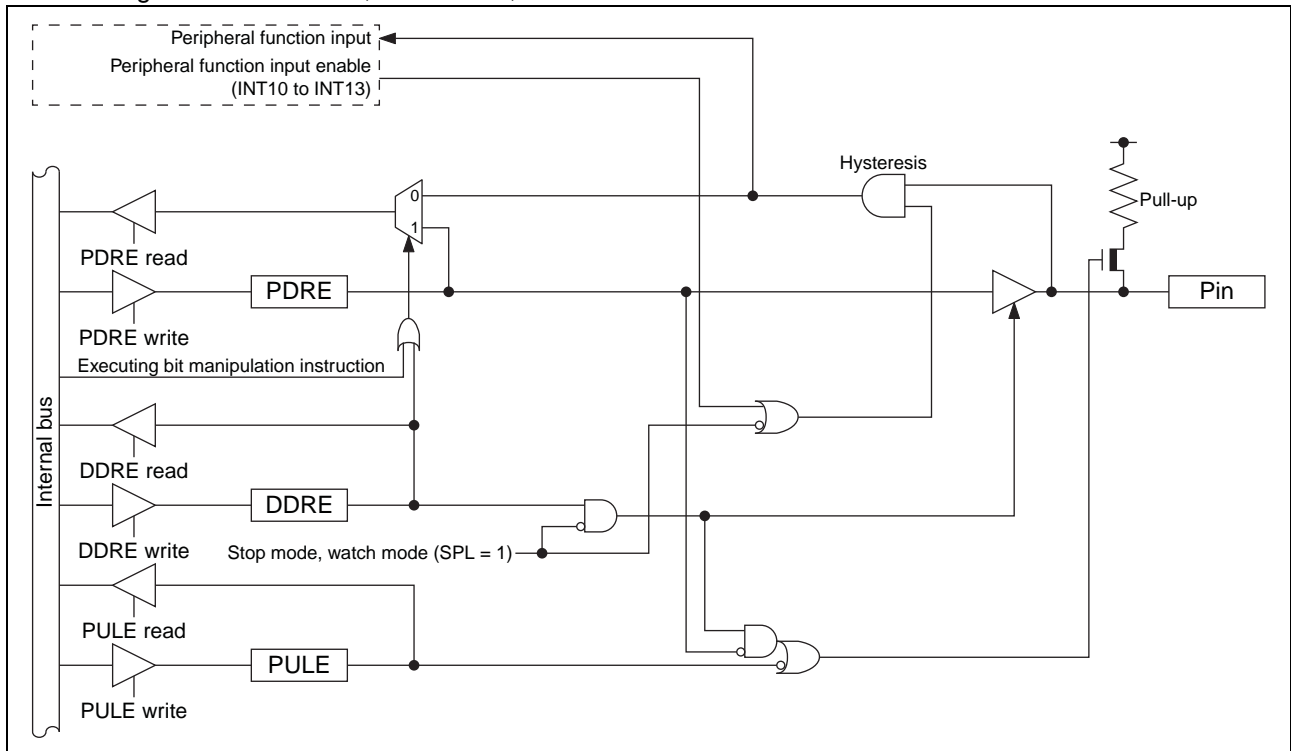 Peripheral function input
Peripheral function input enable
(INT10 to INT13)
Hysteresis
0
1
Pull-up
PDRE read
PDRE
Pin
PDRE write
Executing bit manipulation instruction
Internal bus
DDRE read
DDRE
DDRE write
Stop mode, watch mode (SPL = 1)
PULE read
PULE
PULE write